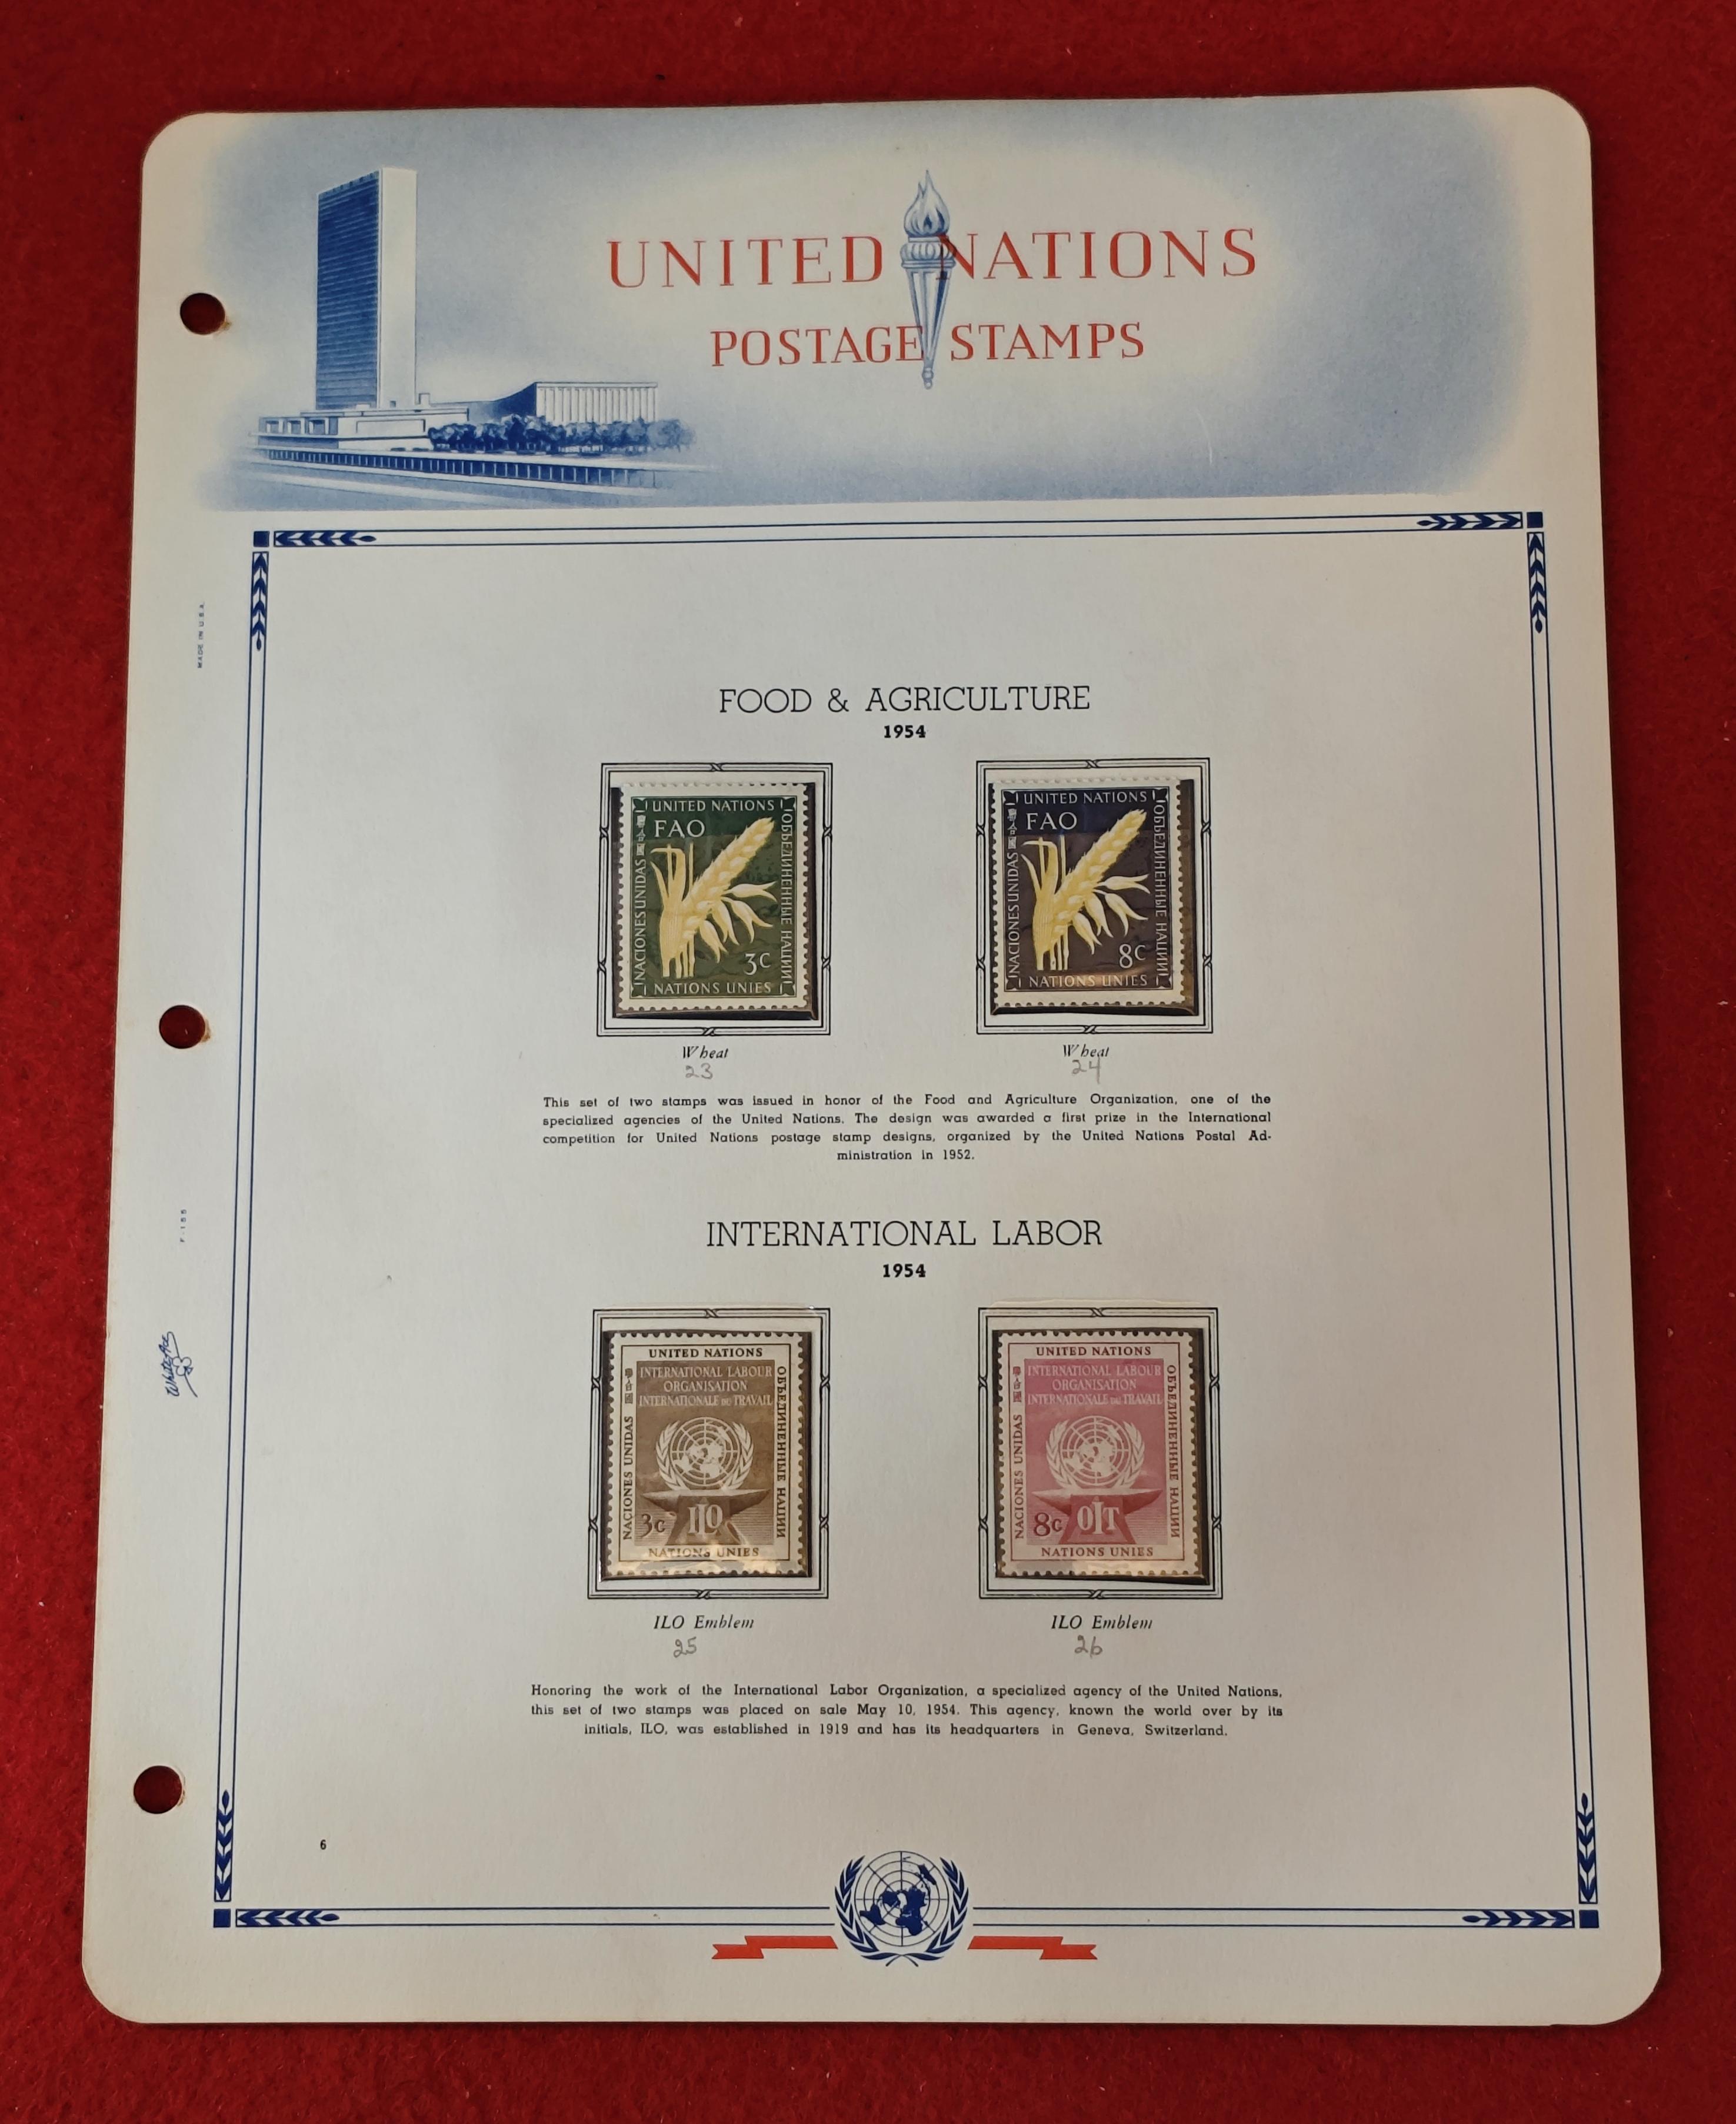 UNITED NATIONS
POSTAGE STAMPS
MADE IN U.S.A.
FOOD & AGRICULTURE
1954
UNITED NATIONS
FAO
NACIONES UNIDAS
ОБЪЕДИНЕННЫЕ НАЦИИ
3c
NATIONS UNIES
UNITED NATIONS
FAO
NACIONES UNIDAS
ОБЪЕДИНЕННЫЕ НАЦИИ
8c
NATIONS UNIES
Wheat
Wheat
23
24
This set of two stamps was issued in honor of the Food and Agriculture Organization, one of the
specialized agencies of the United Nations. The design was awarded a first prize in the International
competition for United Nations postage stamp designs, organized by the United Nations Postal Ad-
ministration in 1952.
F-155
INTERNATIONAL LABOR
1954
White Ace
UNITED NATIONS
INTERNATIONAL LABOUR
ORGANISATION
INTERNATIONALE DU TRAVAIL
NACIONES UNIDAS
ОБЪЕДИНЕННЫЕ НАЦИИ
3c ILO
NATIONS UNIES
UNITED NATIONS
INTERNATIONAL LABOUR
ORGANISATION
INTERNATIONALE DU TRAVAIL
NACIONES UNIDAS
ОБЪЕДИНЕННЫЕ НАЦИИ
8c OIT
NATIONS UNIES
ILO Emblem
ILO Emblem
25
26
Honoring the work of the International Labor Organization, a specialized agency of the United Nations,
this set of two stamps was placed on sale May 10, 1954. This agency, known the world over by its
initials, ILO, was established in 1919 and has its headquarters in Geneva, Switzerland.
6